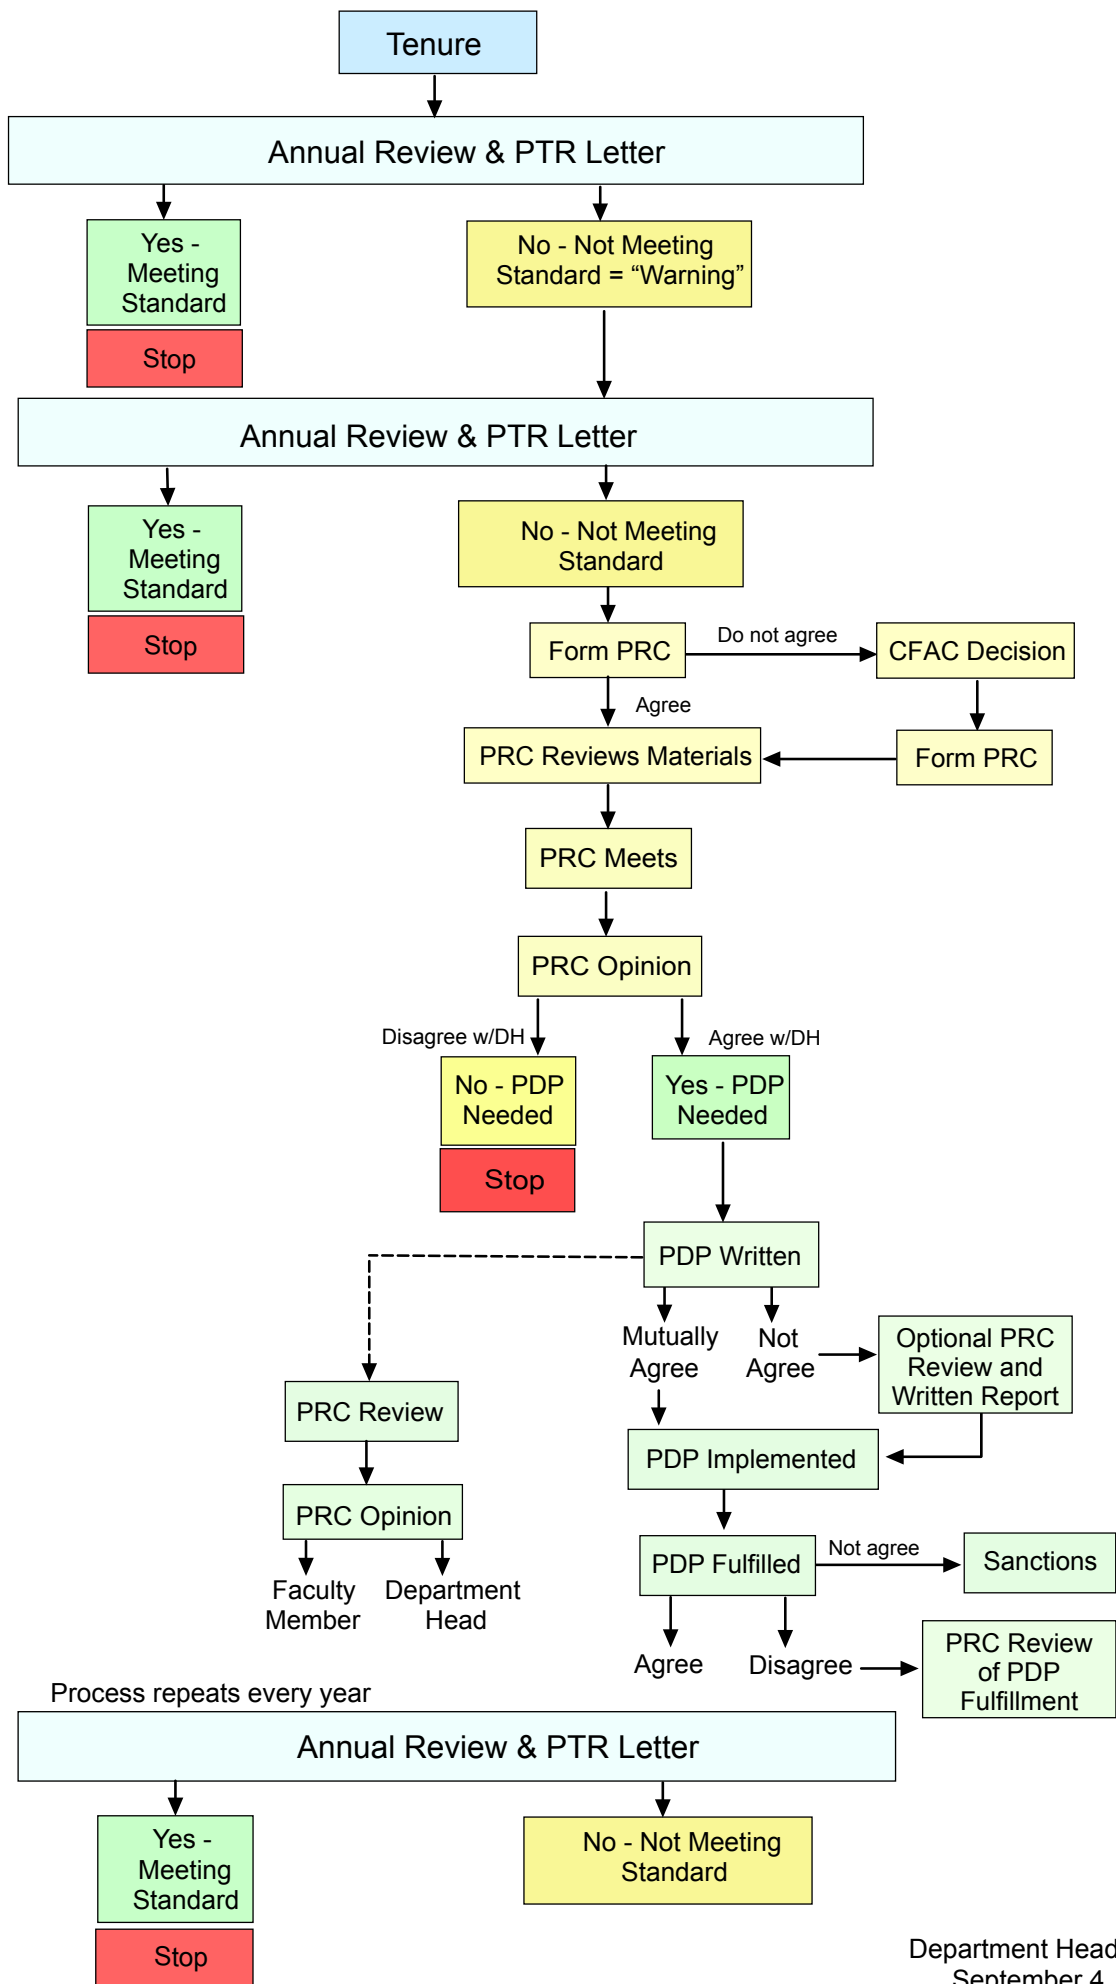 Tenure
Annual Review & PTR Letter
Yes -
Meeting
Standard
Stop
No - Not Meeting
Standard = “Warning”
Annual Review & PTR Letter
Yes -
Meeting
Standard
Stop
No - Not Meeting
Standard
Form PRC
Do not agree
CFAC Decision
Agree
Form PRC
PRC Reviews Materials
PRC Meets
PRC Opinion
Disagree w/DH
Agree w/DH
No - PDP
Needed
Stop
Yes - PDP
Needed
PDP Written
Mutually
Agree
Not
Agree
Optional PRC
Review and
Written Report
PRC Review
PDP Implemented
PRC Opinion
Faculty
Member
Department
Head
PDP Fulfilled
Not agree
Sanctions
Agree
Disagree
PRC Review
of PDP
Fulfillment
Process repeats every year
Annual Review & PTR Letter
Yes -
Meeting
Standard
Stop
No - Not Meeting
Standard
Department Head
September 4